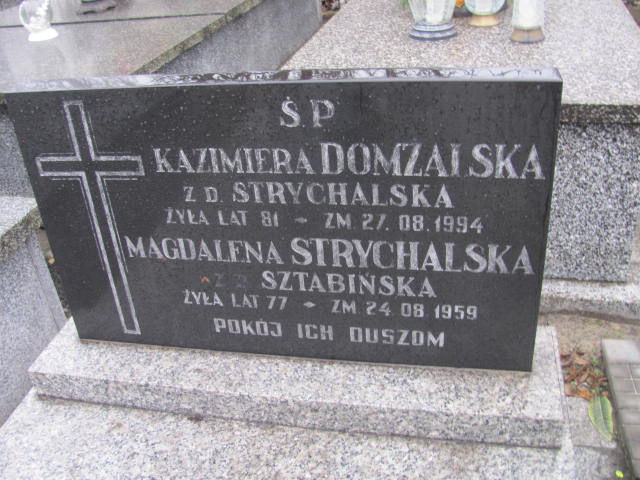 Ś.P
KAZIMIERA DOMŻALSKA
Z D. STRYCHALSKA
ŻYŁA LAT 81 - ZM. 27. 08. 1994
MAGDALENA STRYCHALSKA
Z D. SZTABIŃSKA
ŻYŁA LAT 77 - ZM. 24 08 1959
POKÓJ ICH DUSZOM